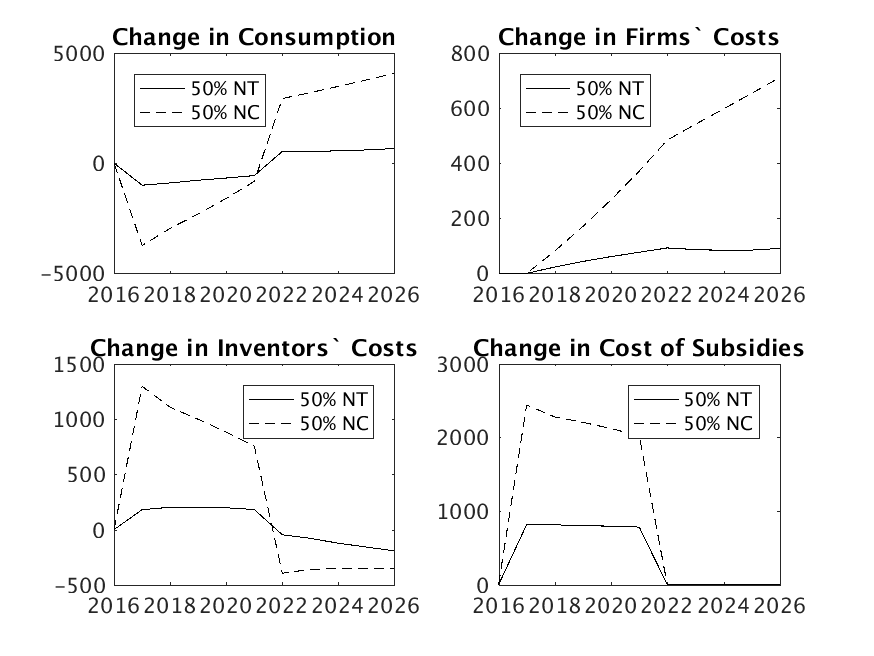 Change in Consumption
5000
0
−5000
2016 2018 2020 2022 2024 2026
50% NT
50% NC
Change in Firms` Costs
800
600
400
200
0
2016 2018 2020 2022 2024 2026
50% NT
50% NC
Change in Inventors` Costs
1500
1000
500
0
−500
2016 2018 2020 2022 2024 2026
50% NT
50% NC
Change in Cost of Subsidies
3000
2000
1000
0
2016 2018 2020 2022 2024 2026
50% NT
50% NC